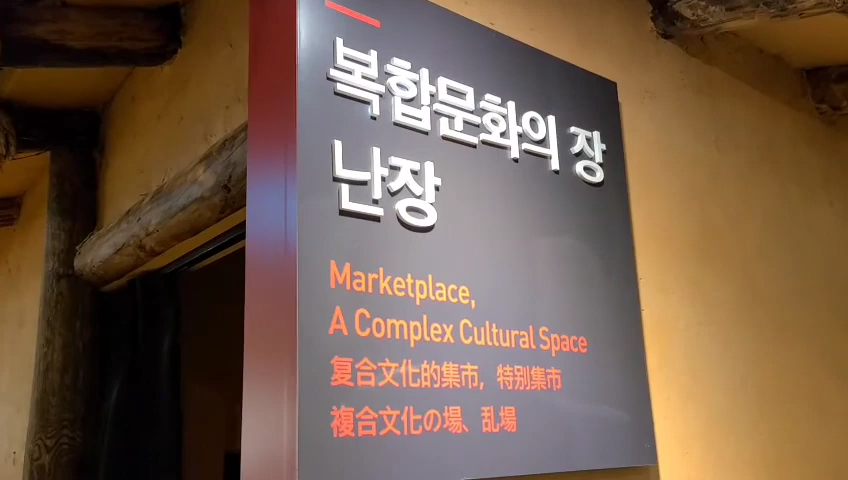 복합문화의 장
난장
Marketplace,
A Complex Cultural Space
复合文化的集市，特别集市
複合文化の場、乱場